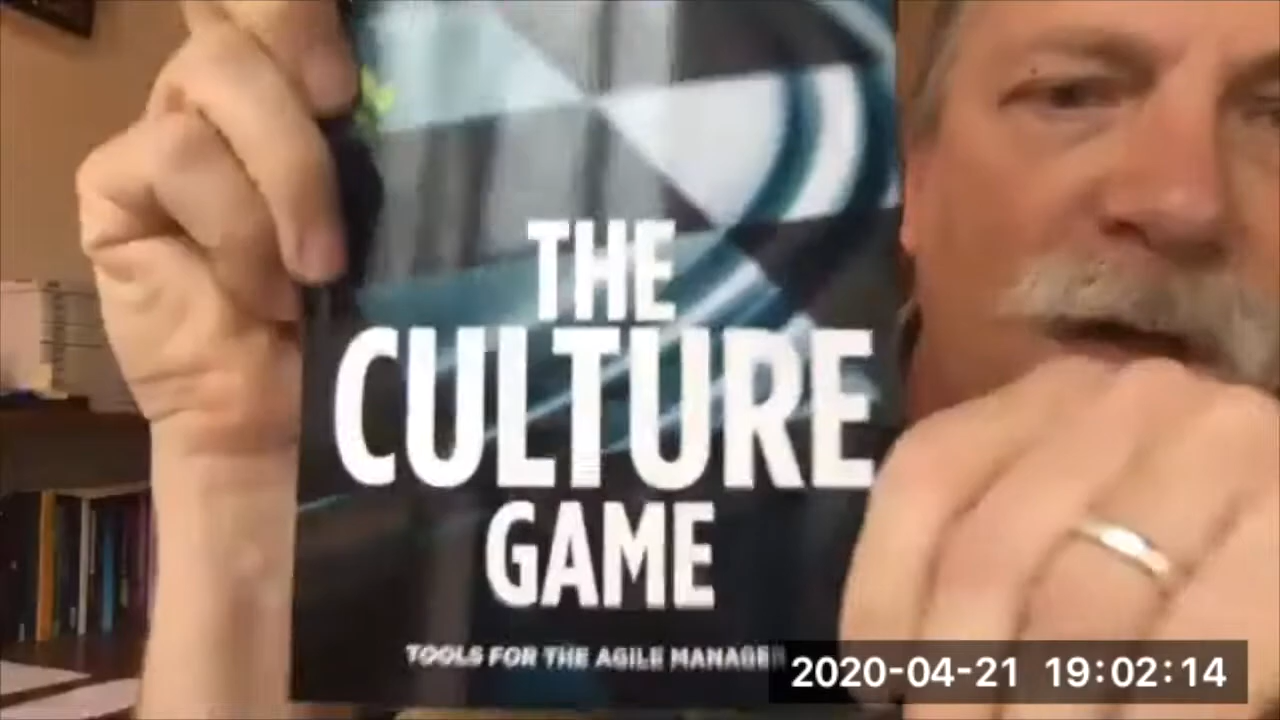 THE
CULTURE
GAME
TOOLS FOR THE AGILE MANAGER
2020-04-21 19:02:14